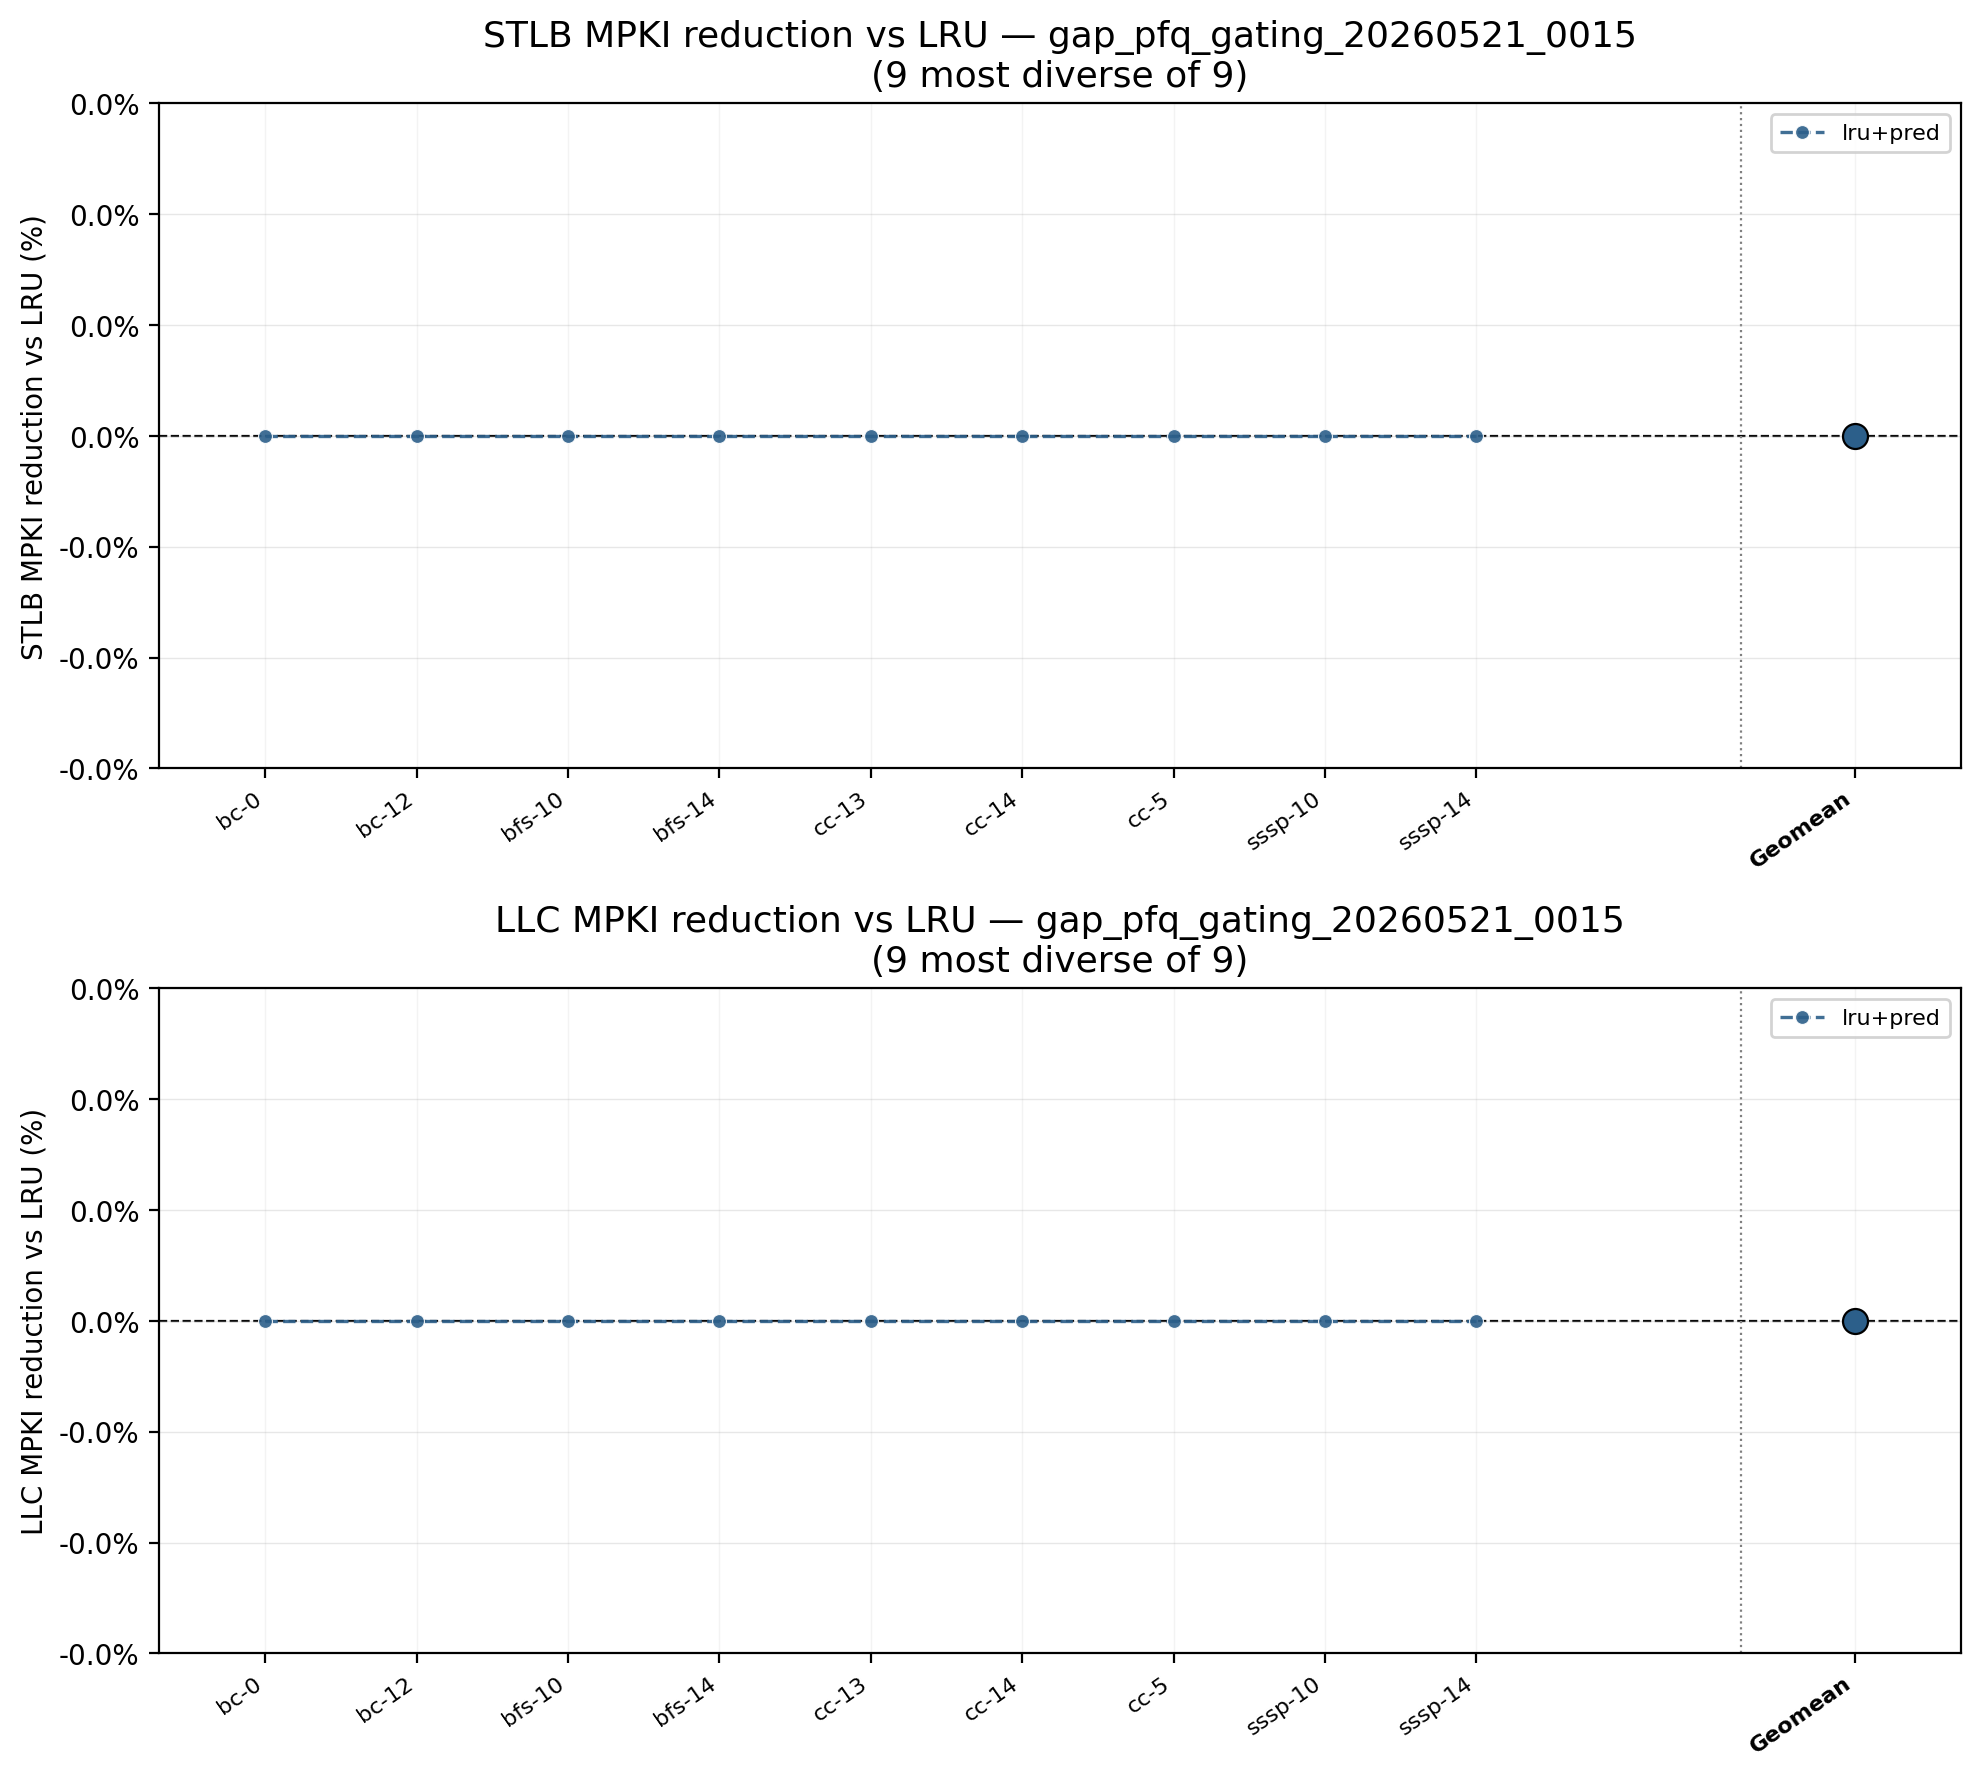 STLB MPKI reduction vs LRU — gap_pfq_gating_20260521_0015
(9 most diverse of 9)
STLB MPKI reduction vs LRU (%)
0.0%
0.0%
0.0%
0.0%
-0.0%
-0.0%
-0.0%
lru+pred
bc-0
bc-12
bfs-10
bfs-14
cc-13
cc-14
cc-5
sssp-10
sssp-14
Geomean
LLC MPKI reduction vs LRU — gap_pfq_gating_20260521_0015
(9 most diverse of 9)
LLC MPKI reduction vs LRU (%)
0.0%
0.0%
0.0%
0.0%
-0.0%
-0.0%
-0.0%
lru+pred
bc-0
bc-12
bfs-10
bfs-14
cc-13
cc-14
cc-5
sssp-10
sssp-14
Geomean